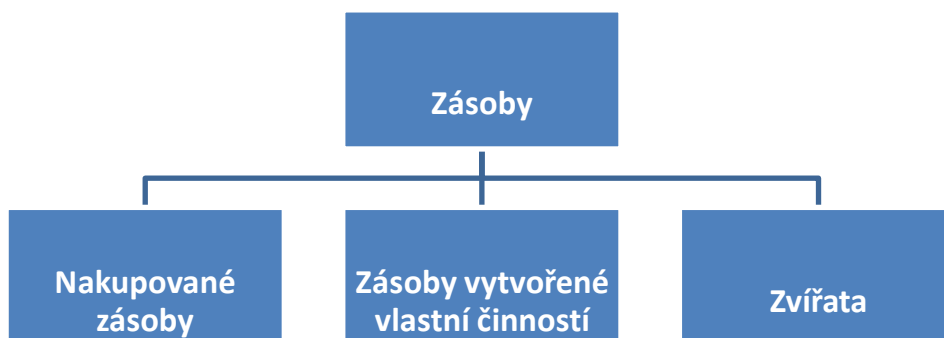 Zásoby
Nakupované
zásoby
Zásoby vytvořené
vlastní činností
Zvířata